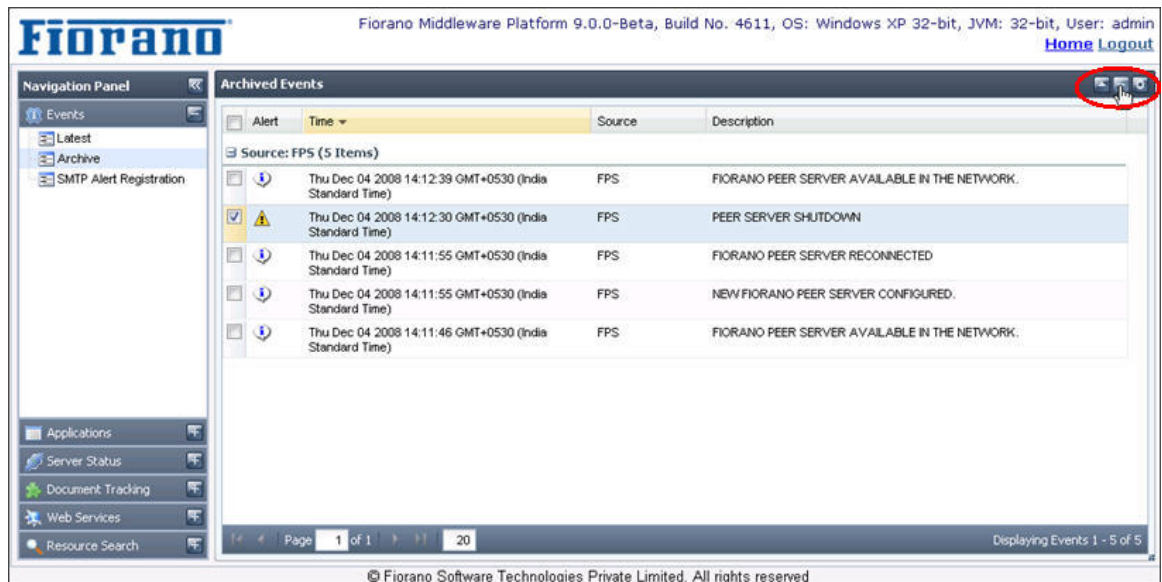 Fiorano
Fiorano Middleware Platform 9.0.0-Beta, Build No. 4611, OS: Windows XP 32-bit, JVM: 32-bit, User: admin
Home Logout
Navigation Panel
Events
Latest
Archive
SMTP Alert Registration
Applications
Server Status
Document Tracking
Web Services
Resource Search
Archived Events
Alert Time Source Description
Source: FPS (5 Items)
Thu Dec 04 2008 14:12:39 GMT+0530 (India FPS FIORANO PEER SERVER AVAILABLE IN THE NETWORK.
Standard Time)
Thu Dec 04 2008 14:12:30 GMT+0530 (India FPS PEER SERVER SHUTDOWN
Standard Time)
Thu Dec 04 2008 14:11:55 GMT+0530 (India FPS FIORANO PEER SERVER RECONNECTED
Standard Time)
Thu Dec 04 2008 14:11:55 GMT+0530 (India FPS NEW FIORANO PEER SERVER CONFIGURED.
Standard Time)
Thu Dec 04 2008 14:11:46 GMT+0530 (India FPS FIORANO PEER SERVER AVAILABLE IN THE NETWORK.
Standard Time)
Page 1 of 1 20 Displaying Events 1 - 5 of 5
© Fiorano Software Technologies Private Limited. All rights reserved